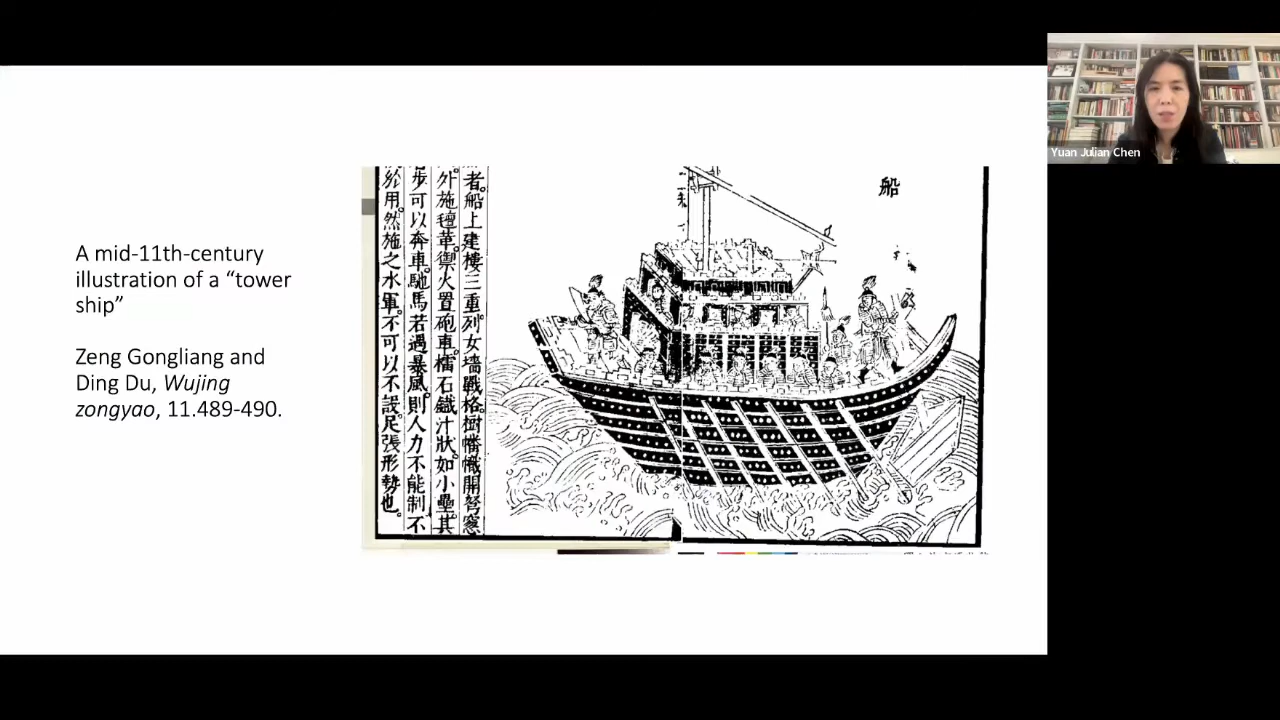 A mid-11th-century
illustration of a “tower
ship”
Zeng Gongliang and
Ding Du, Wujing
zongyao, 11.489-490.
船
者。船上建樓三重。列女墻戰格。樹幡幟。開弩窻
外施氊革。禦火。置砲車。檑石鐵汁。狀如小壘。其
步可以奔車馳馬。若遇暴風。則人力不能制。不
用。然施之水軍。不可以不設。足張形勢也。
Yuan Julian Chen